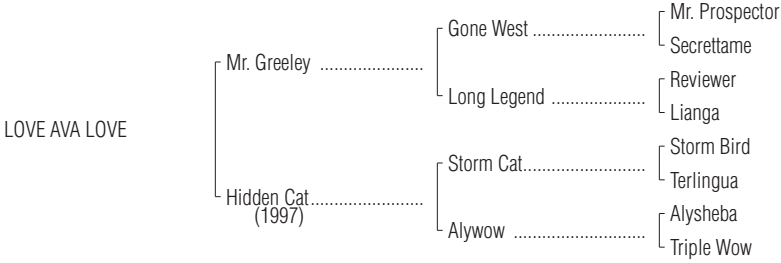 Mr. Prospector
Gone West ........................
Secrettame
Mr. Greeley ......................
Reviewer
Long Legend ....................
Lianga
LOVE AVA LOVE
Storm Bird
Storm Cat..........................
Terlingua
Hidden Cat........................
(1997)
Alysheba
Alywow ............................
Triple Wow